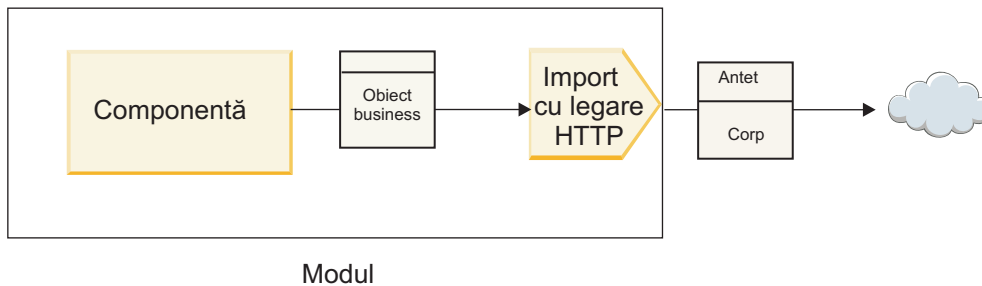 Componentă
Obiect
business
Import
cu legare
HTTP
Antet
Corp
Modul